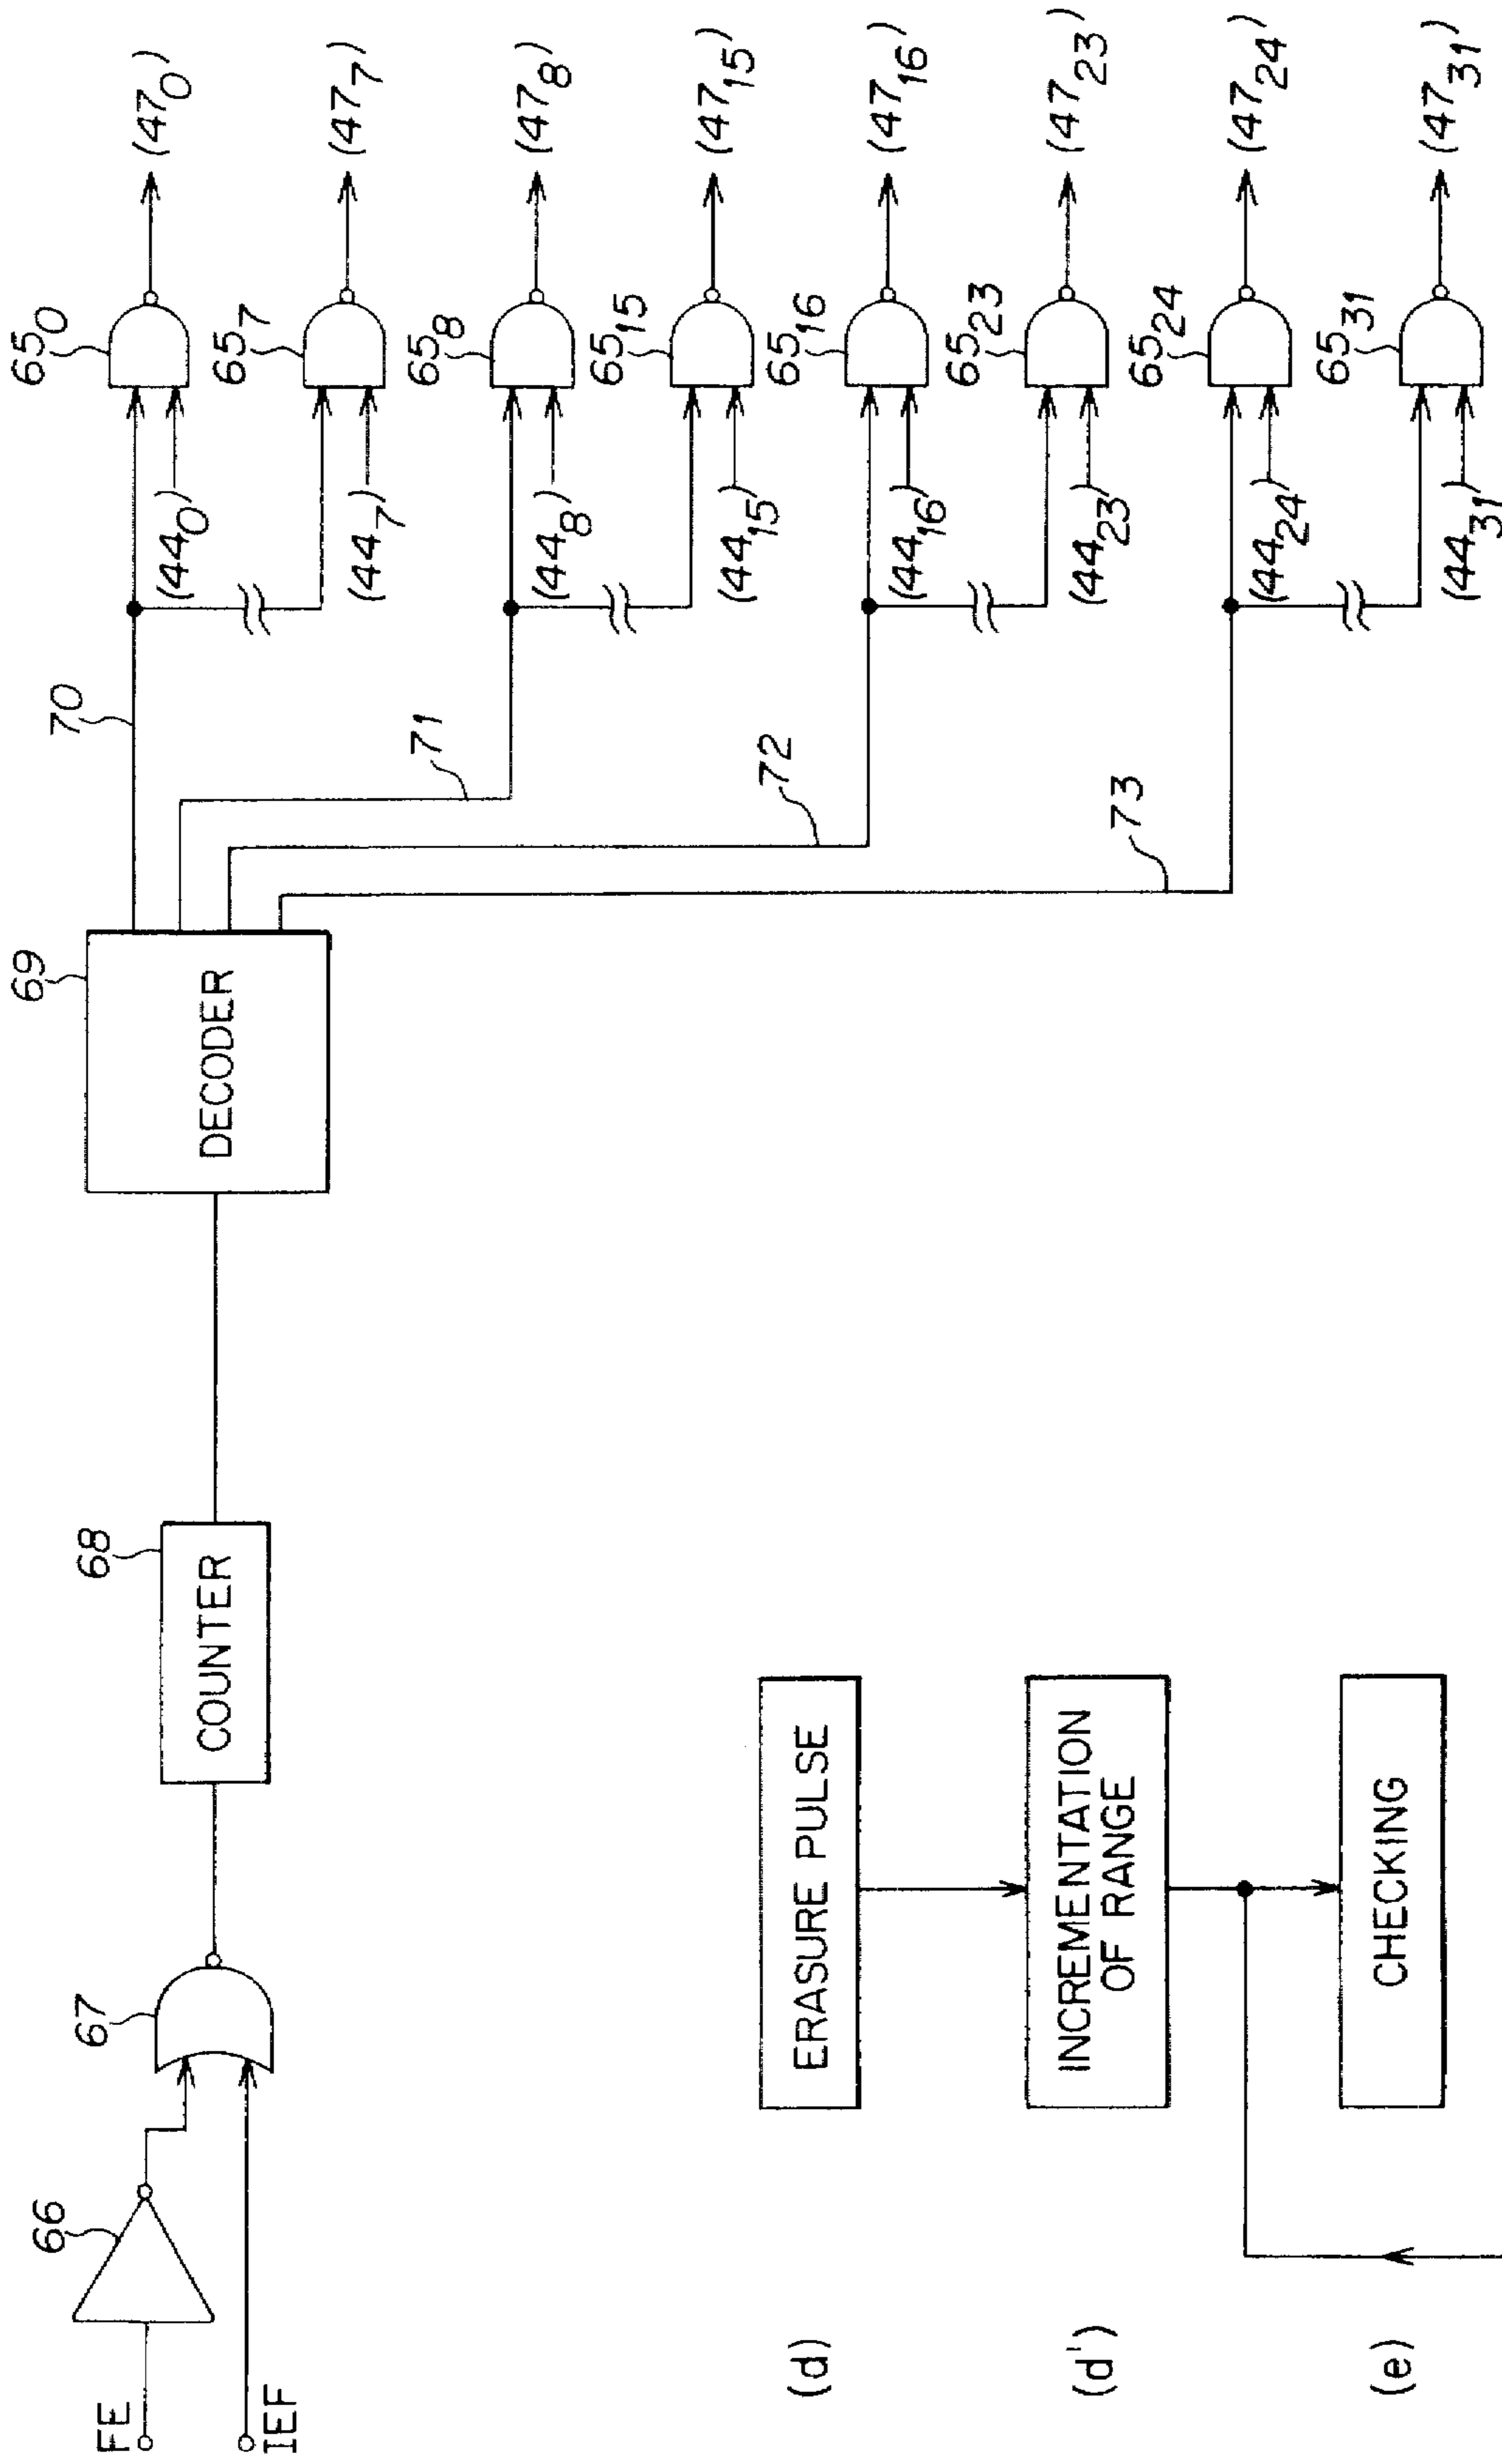 FE
IEF
66
67
68
COUNTER
69
DECODER
70
71
72
73
65₀
(44₀)
(47₀)
65₇
(44₇)
(47₇)
65₈
(44₈)
(47₈)
65₁₅
(44₁₅)
(47₁₅)
65₁₆
(44₁₆)
(47₁₆)
65₂₃
(44₂₃)
(47₂₃)
65₂₄
(44₂₄)
(47₂₄)
65₃₁
(44₃₁)
(47₃₁)
(d)
ERASURE PULSE
(d')
INCREMENTATION
OF RANGE
(e)
CHECKING